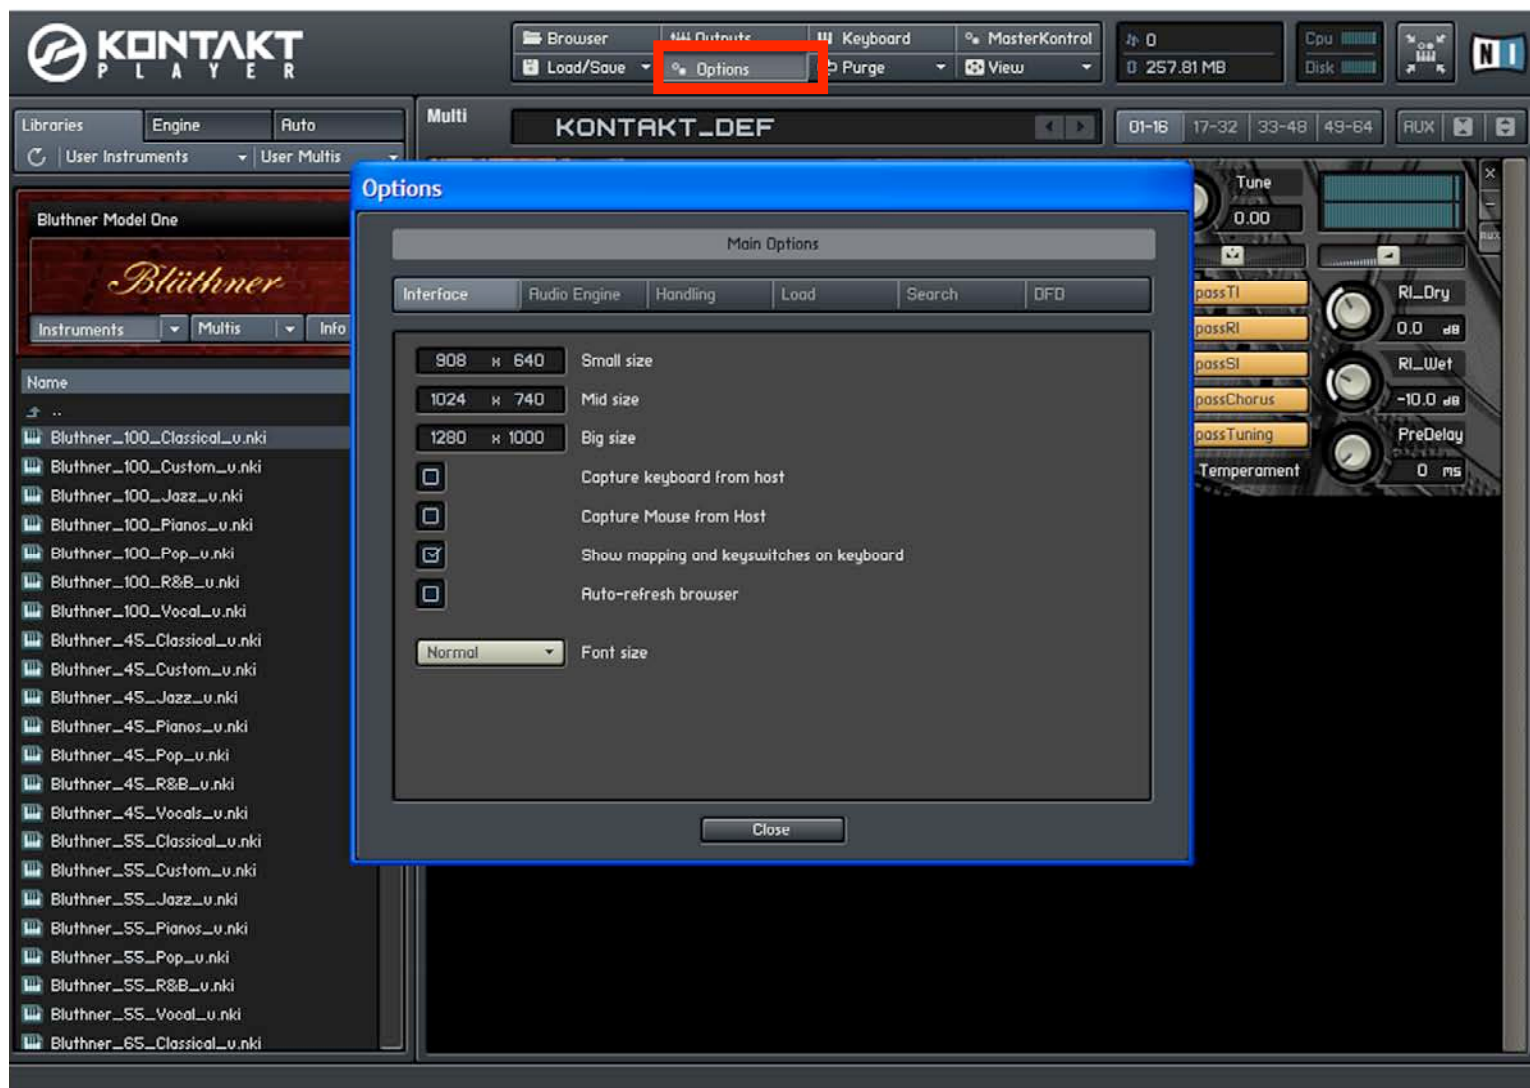 KONTAKT
PLAYER
Browser
Outputs
Keyboard
MasterKontrol
Load/Save
Options
Purge
View
0
257.81 MB
Cpu
Disk
NI
Libraries Engine Auto
User Instruments User Multis
Multi
KONTAKT_DEF
01-16 17-32 33-48 49-64
AUX
Bluthner Model One
Blüthner
Instruments Multis Info
Name
..
Bluthner_100_Classical_v.nki
Bluthner_100_Custom_v.nki
Bluthner_100_Jazz_v.nki
Bluthner_100_Pianos_v.nki
Bluthner_100_Pop_v.nki
Bluthner_100_R&B_v.nki
Bluthner_100_Vocal_v.nki
Bluthner_45_Classical_v.nki
Bluthner_45_Custom_v.nki
Bluthner_45_Jazz_v.nki
Bluthner_45_Pianos_v.nki
Bluthner_45_Pop_v.nki
Bluthner_45_R&B_v.nki
Bluthner_45_Vocals_v.nki
Bluthner_55_Classical_v.nki
Bluthner_55_Custom_v.nki
Bluthner_55_Jazz_v.nki
Bluthner_55_Pianos_v.nki
Bluthner_55_Pop_v.nki
Bluthner_55_R&B_v.nki
Bluthner_55_Vocal_v.nki
Bluthner_65_Classical_v.nki
Options
Main Options
Interface Audio Engine Handling Load Search DFD
908 x 640 Small size
1024 x 740 Mid size
1280 x 1000 Big size
Capture keyboard from host
Capture Mouse from Host
Show mapping and keyswitches on keyboard
Auto-refresh browser
Normal Font size
Close
Tune
0.00
AUX
passTI
passRI
passSI
passChorus
passTuning
Temperament
RI_Dry
0.0 dB
RI_Wet
-10.0 dB
PreDelay
0 ms